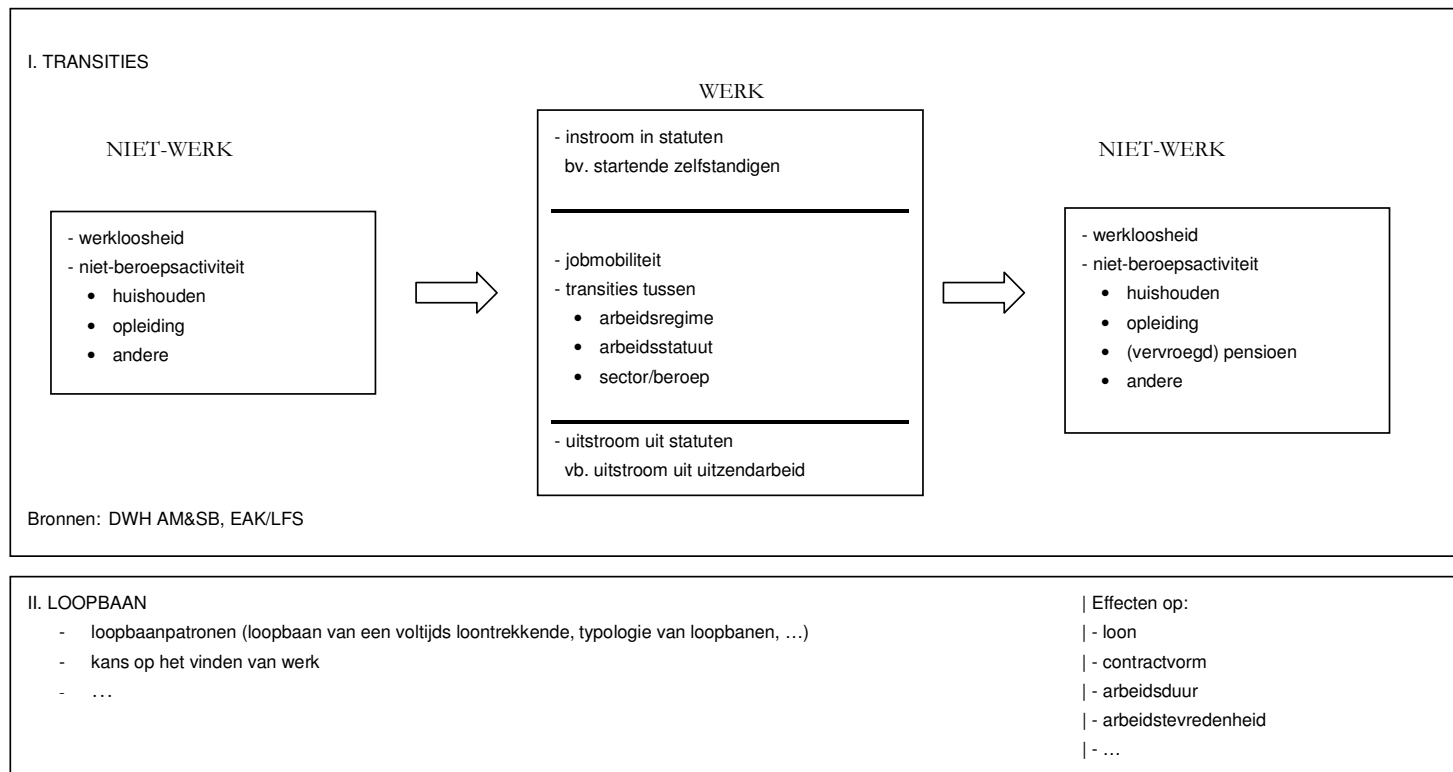 I. TRANSITIES
NIET-WERK
- werkloosheid
- niet-beroepsactiviteit
• huishouden
• opleiding
• andere
WERK
- instroom in statuten
bv. startende zelfstandigen
- jobmobiliteit
- transities tussen
• arbeidsregime
• arbeidsstatuut
• sector/beroep
- uitstroom uit statuten
vb. uitstroom uit uitzendarbeid
NIET-WERK
- werkloosheid
- niet-beroepsactiviteit
• huishouden
• opleiding
• (vervroegd) pensioen
• andere
Bronnen: DWH AM&SB, EAK/LFS
II. LOOPBAAN
- loopbaanpatronen (loopbaan van een voltijds loontrekkende, typologie van loopbanen, …)
- kans op het vinden van werk
- …
| Effecten op:
| - loon
| - contractvorm
| - arbeidsduur
| - arbeidstevredenheid
| - …